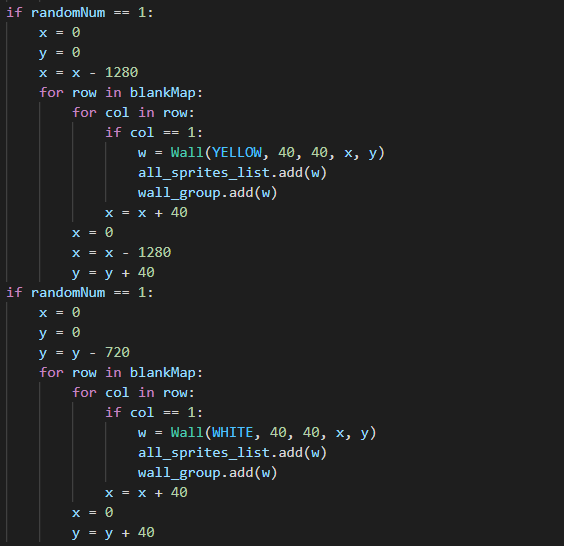 if randomNum == 1:
    x = 0
    y = 0
    x = x - 1280
    for row in blankMap:
        for col in row:
            if col == 1:
                w = Wall(YELLOW, 40, 40, x, y)
                all_sprites_list.add(w)
                wall_group.add(w)
            x = x + 40
        x = 0
        x = x - 1280
        y = y + 40
if randomNum == 1:
    x = 0
    y = 0
    y = y - 720
    for row in blankMap:
        for col in row:
            if col == 1:
                w = Wall(WHITE, 40, 40, x, y)
                all_sprites_list.add(w)
                wall_group.add(w)
            x = x + 40
        x = 0
        y = y + 40